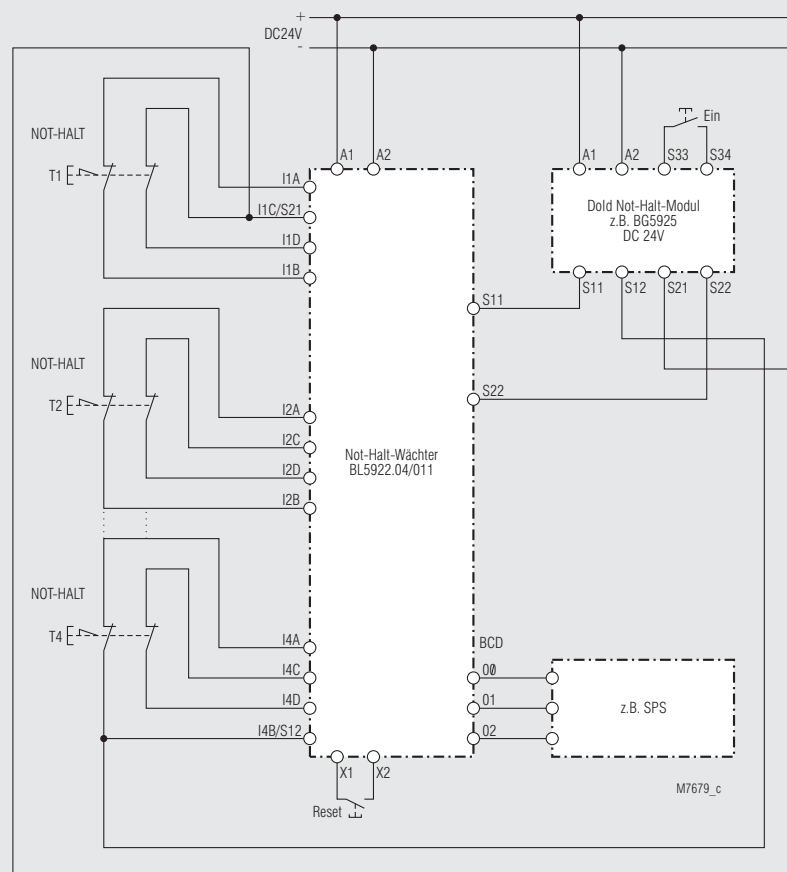 +
DC24V
-
NOT-HALT
T1
I1A
I1C/S21
I1D
I1B
A1
A2
A1
A2
S33
S34
Ein
Dold Not-Halt-Modul
z.B. BG5925
DC 24V
S11
S12
S21
S22
S11
S22
NOT-HALT
T2
I2A
I2C
I2D
I2B
Not-Halt-Wächter
BL5922.04/011
NOT-HALT
T4
I4A
I4C
I4D
I4B/S12
BCD
00
01
02
z.B. SPS
X1
X2
Reset
M7679_c